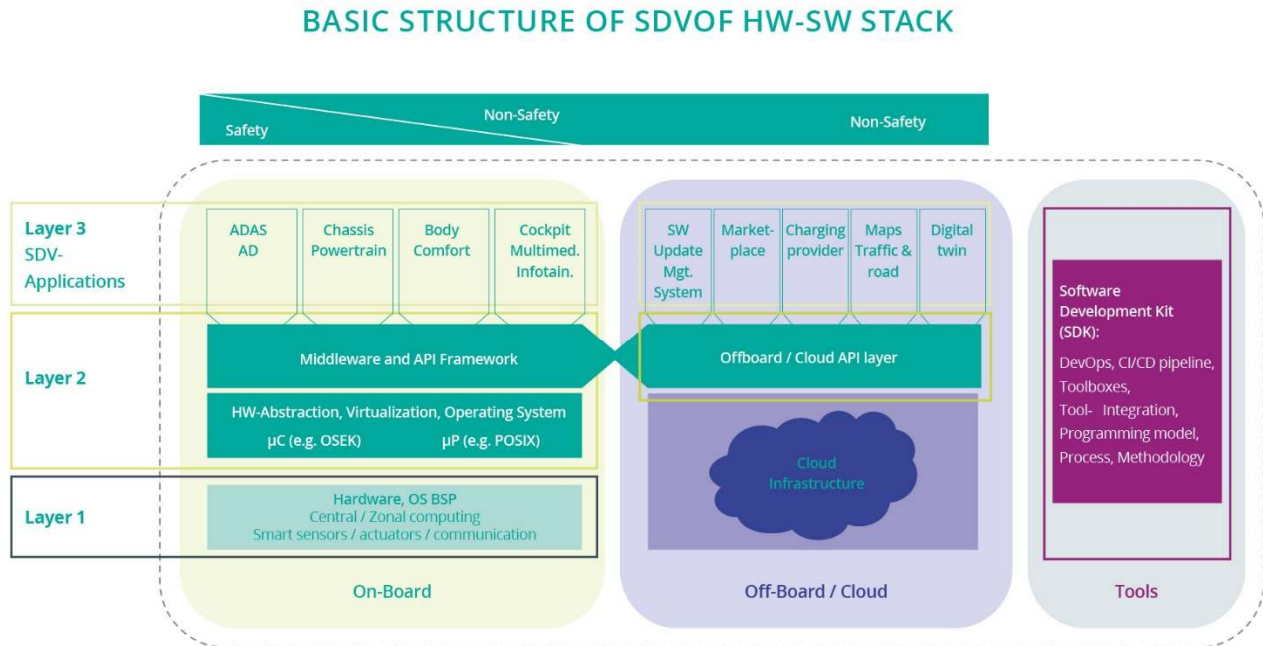 BASIC STRUCTURE OF SDVOF HW-SW STACK
Safety
Non-Safety
Non-Safety
Layer 3
SDV-
Applications
ADAS
AD
Chassis
Powertrain
Body
Comfort
Cockpit
Multimed.
Infotain.
SW
Update
Mgt.
System
Market-
place
Charging
provider
Maps
Traffic &
road
Digital
twin
Layer 2
Middleware and API Framework
Offboard / Cloud API layer
HW-Abstraction, Virtualization, Operating System
µC (e.g. OSEK)
µP (e.g. POSIX)
Cloud
Infrastructure
Layer 1
Hardware, OS BSP
Central / Zonal computing
Smart sensors / actuators / communication
Software
Development Kit
(SDK):
DevOps, CI/CD pipeline,
Toolboxes,
Tool- Integration,
Programming model,
Process, Methodology
On-Board
Off-Board / Cloud
Tools